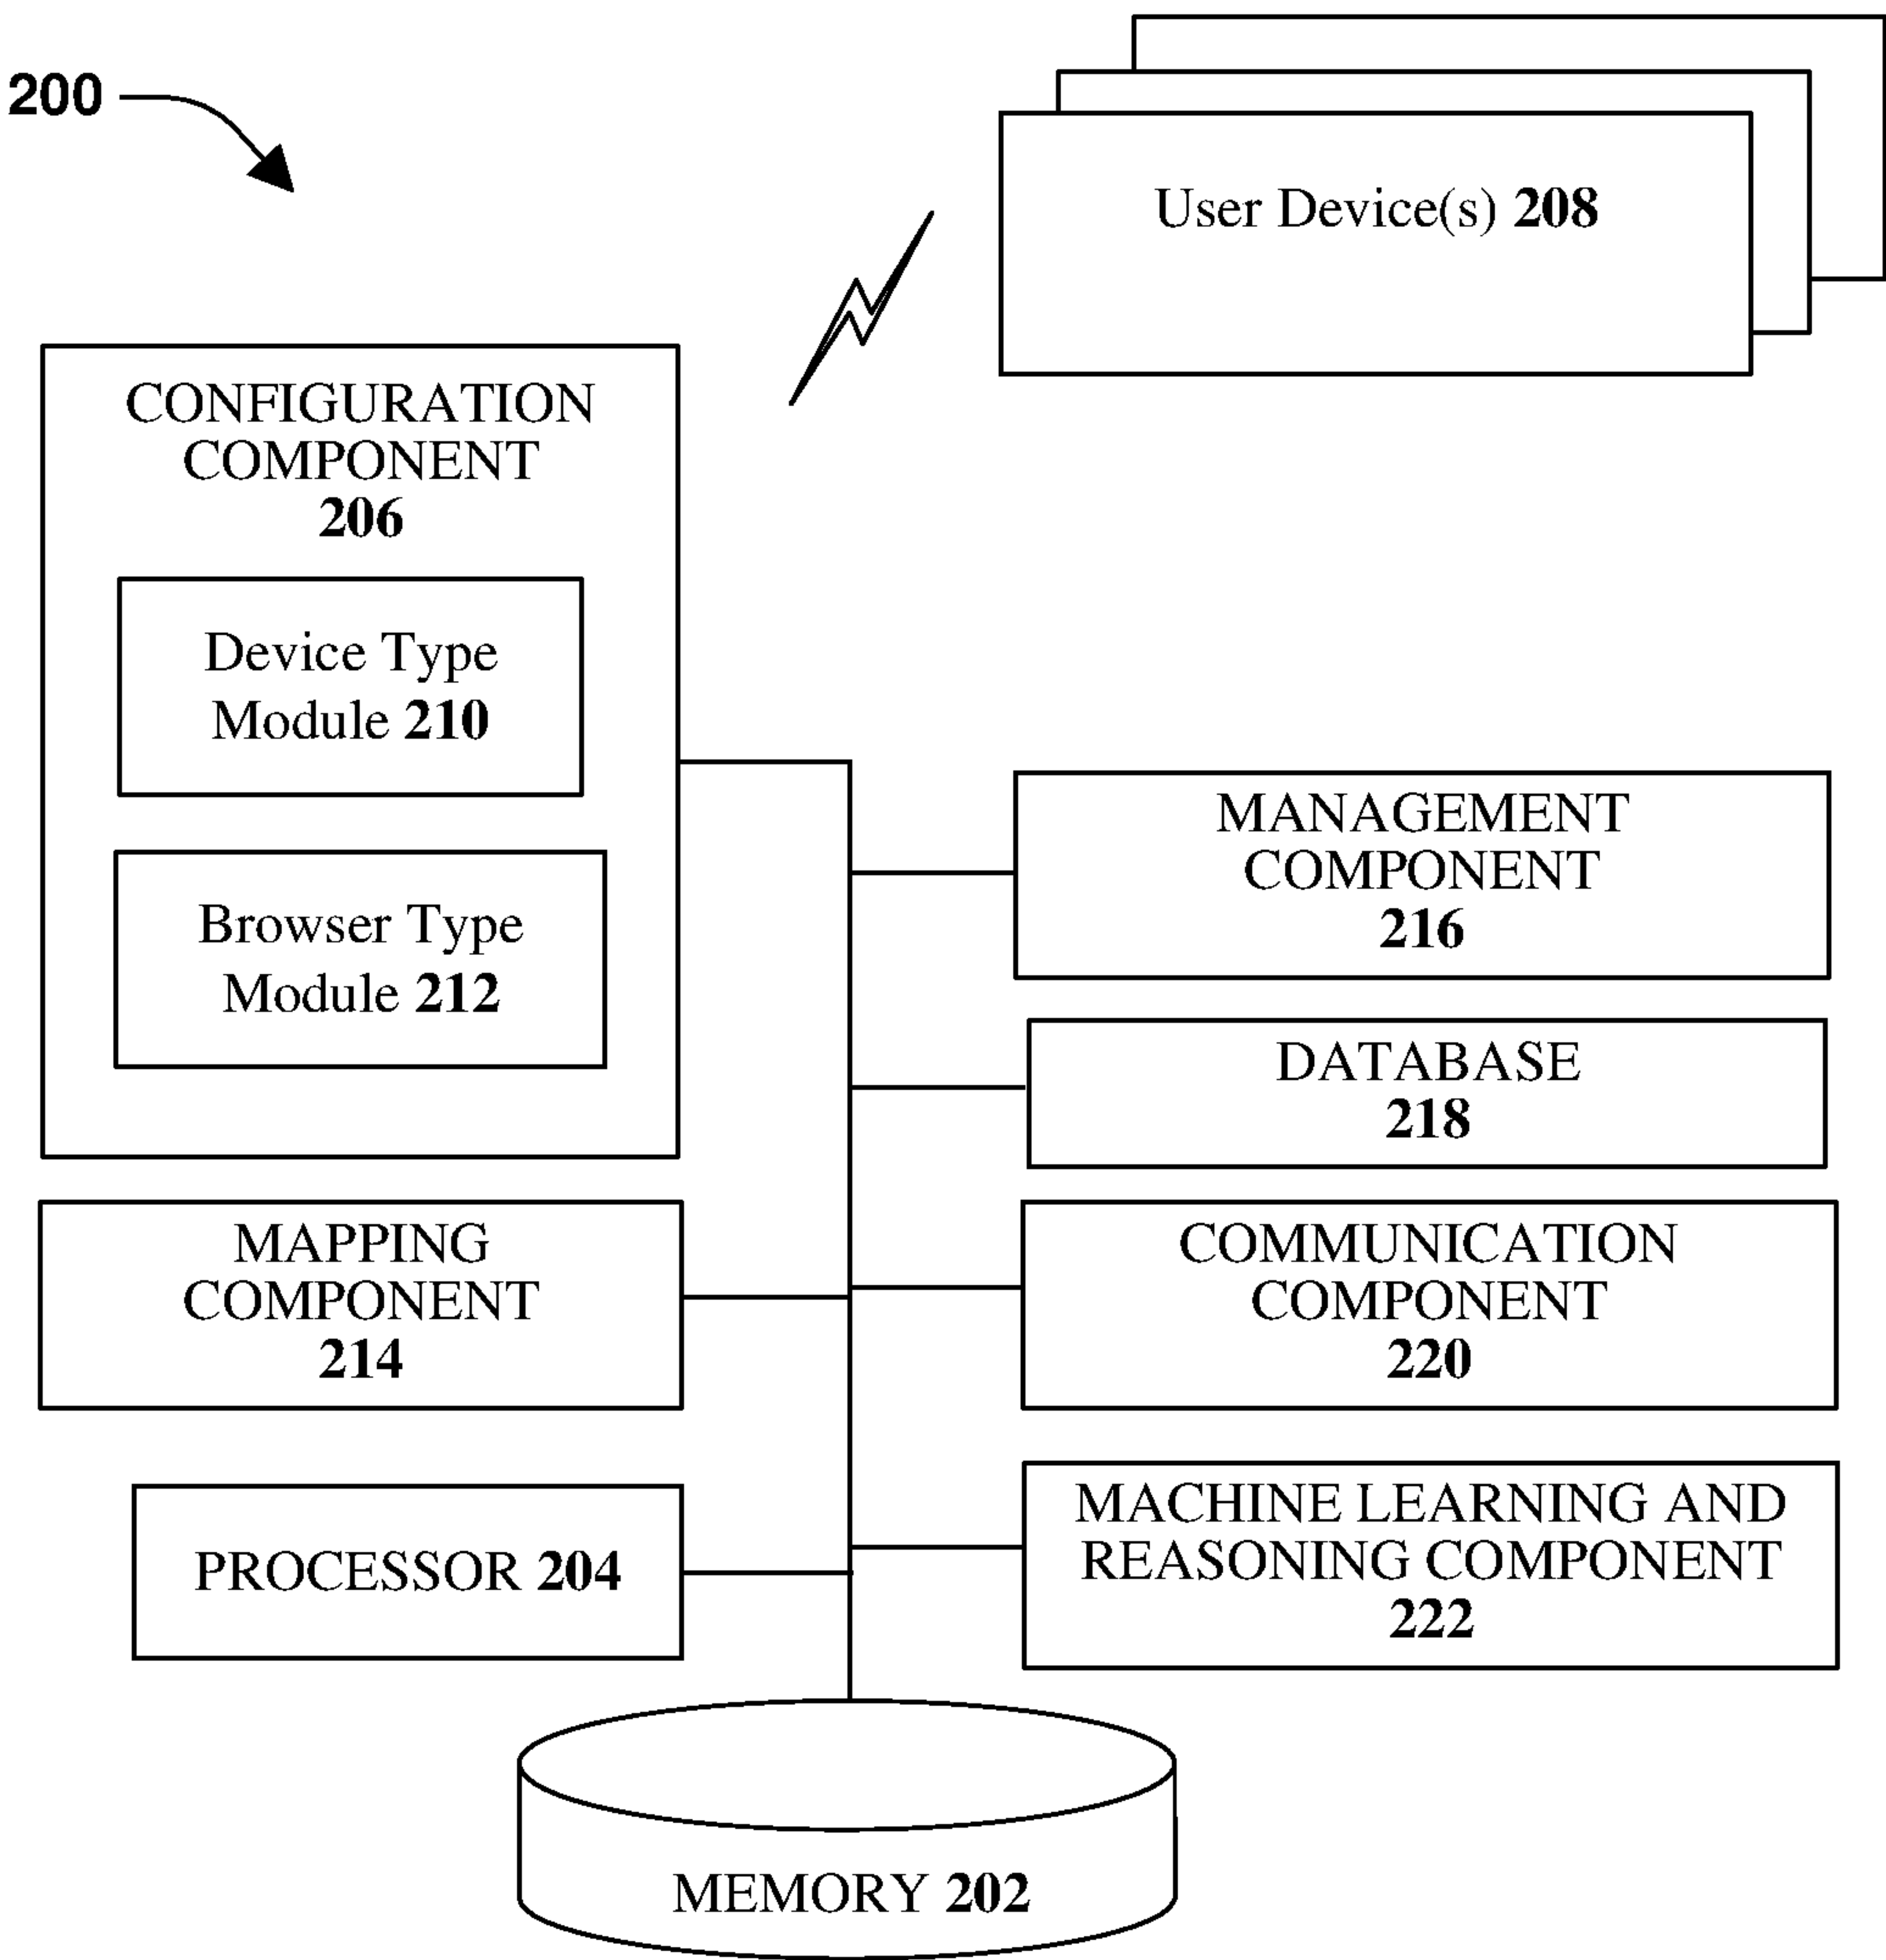 200
User Device(s) 208
CONFIGURATION
COMPONENT
206
Device Type
Module 210
Browser Type
Module 212
MANAGEMENT
COMPONENT
216
DATABASE
218
MAPPING
COMPONENT
214
COMMUNICATION
COMPONENT
220
PROCESSOR 204
MACHINE LEARNING AND
REASONING COMPONENT
222
MEMORY 202